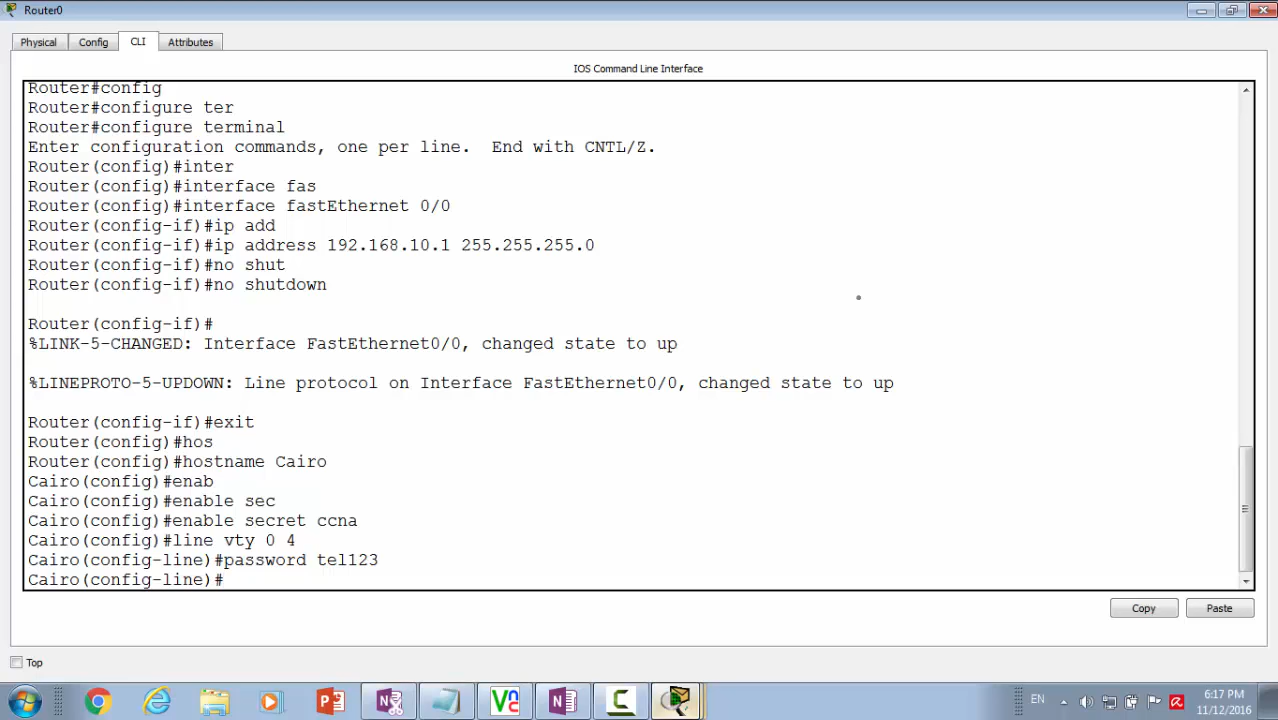 Router0
Physical
Config
CLI
Attributes
IOS Command Line Interface
Router#config
Router#configure ter
Router#configure terminal
Enter configuration commands, one per line.  End with CNTL/Z.
Router(config)#inter
Router(config)#interface fas
Router(config)#interface fastEthernet 0/0
Router(config-if)#ip add
Router(config-if)#ip address 192.168.10.1 255.255.255.0
Router(config-if)#no shut
Router(config-if)#no shutdown
Router(config-if)#
%LINK-5-CHANGED: Interface FastEthernet0/0, changed state to up
%LINEPROTO-5-UPDOWN: Line protocol on Interface FastEthernet0/0, changed state to up
Router(config-if)#exit
Router(config)#hos
Router(config)#hostname Cairo
Cairo(config)#enab
Cairo(config)#enable sec
Cairo(config)#enable secret ccna
Cairo(config)#line vty 0 4
Cairo(config-line)#password tel123
Cairo(config-line)#
Copy
Paste
Top
EN
6:17 PM
11/12/2016